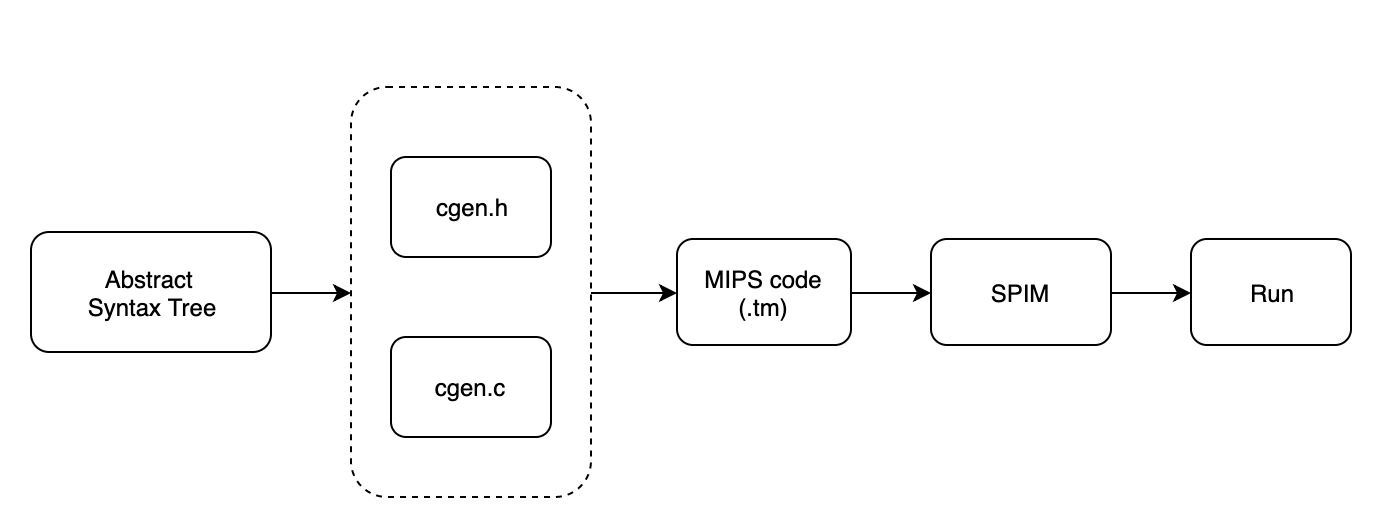 Abstract
Syntax Tree
cgen.h
cgen.c
MIPS code
(.tm)
SPIM
Run